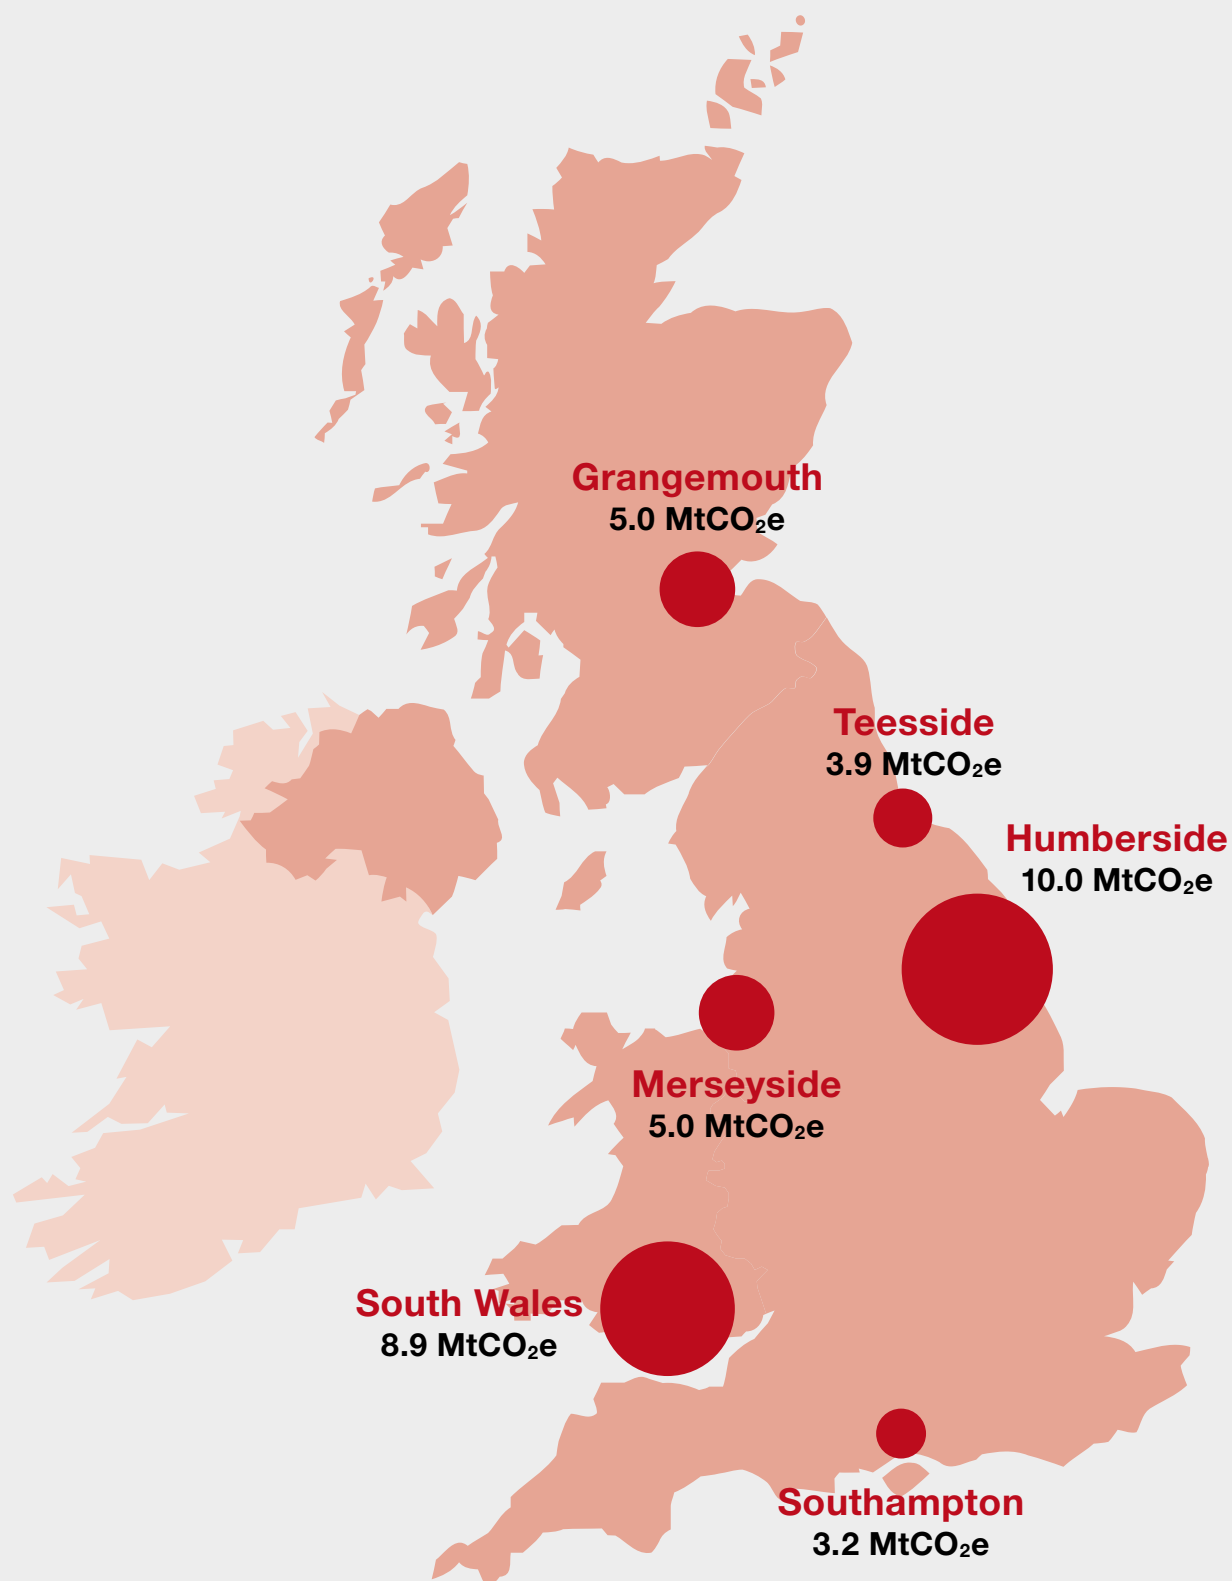 Grangemouth
5.0 MtCO₂e
Teesside
3.9 MtCO₂e
Humberside
10.0 MtCO₂e
Merseyside
5.0 MtCO₂e
South Wales
8.9 MtCO₂e
Southampton
3.2 MtCO₂e